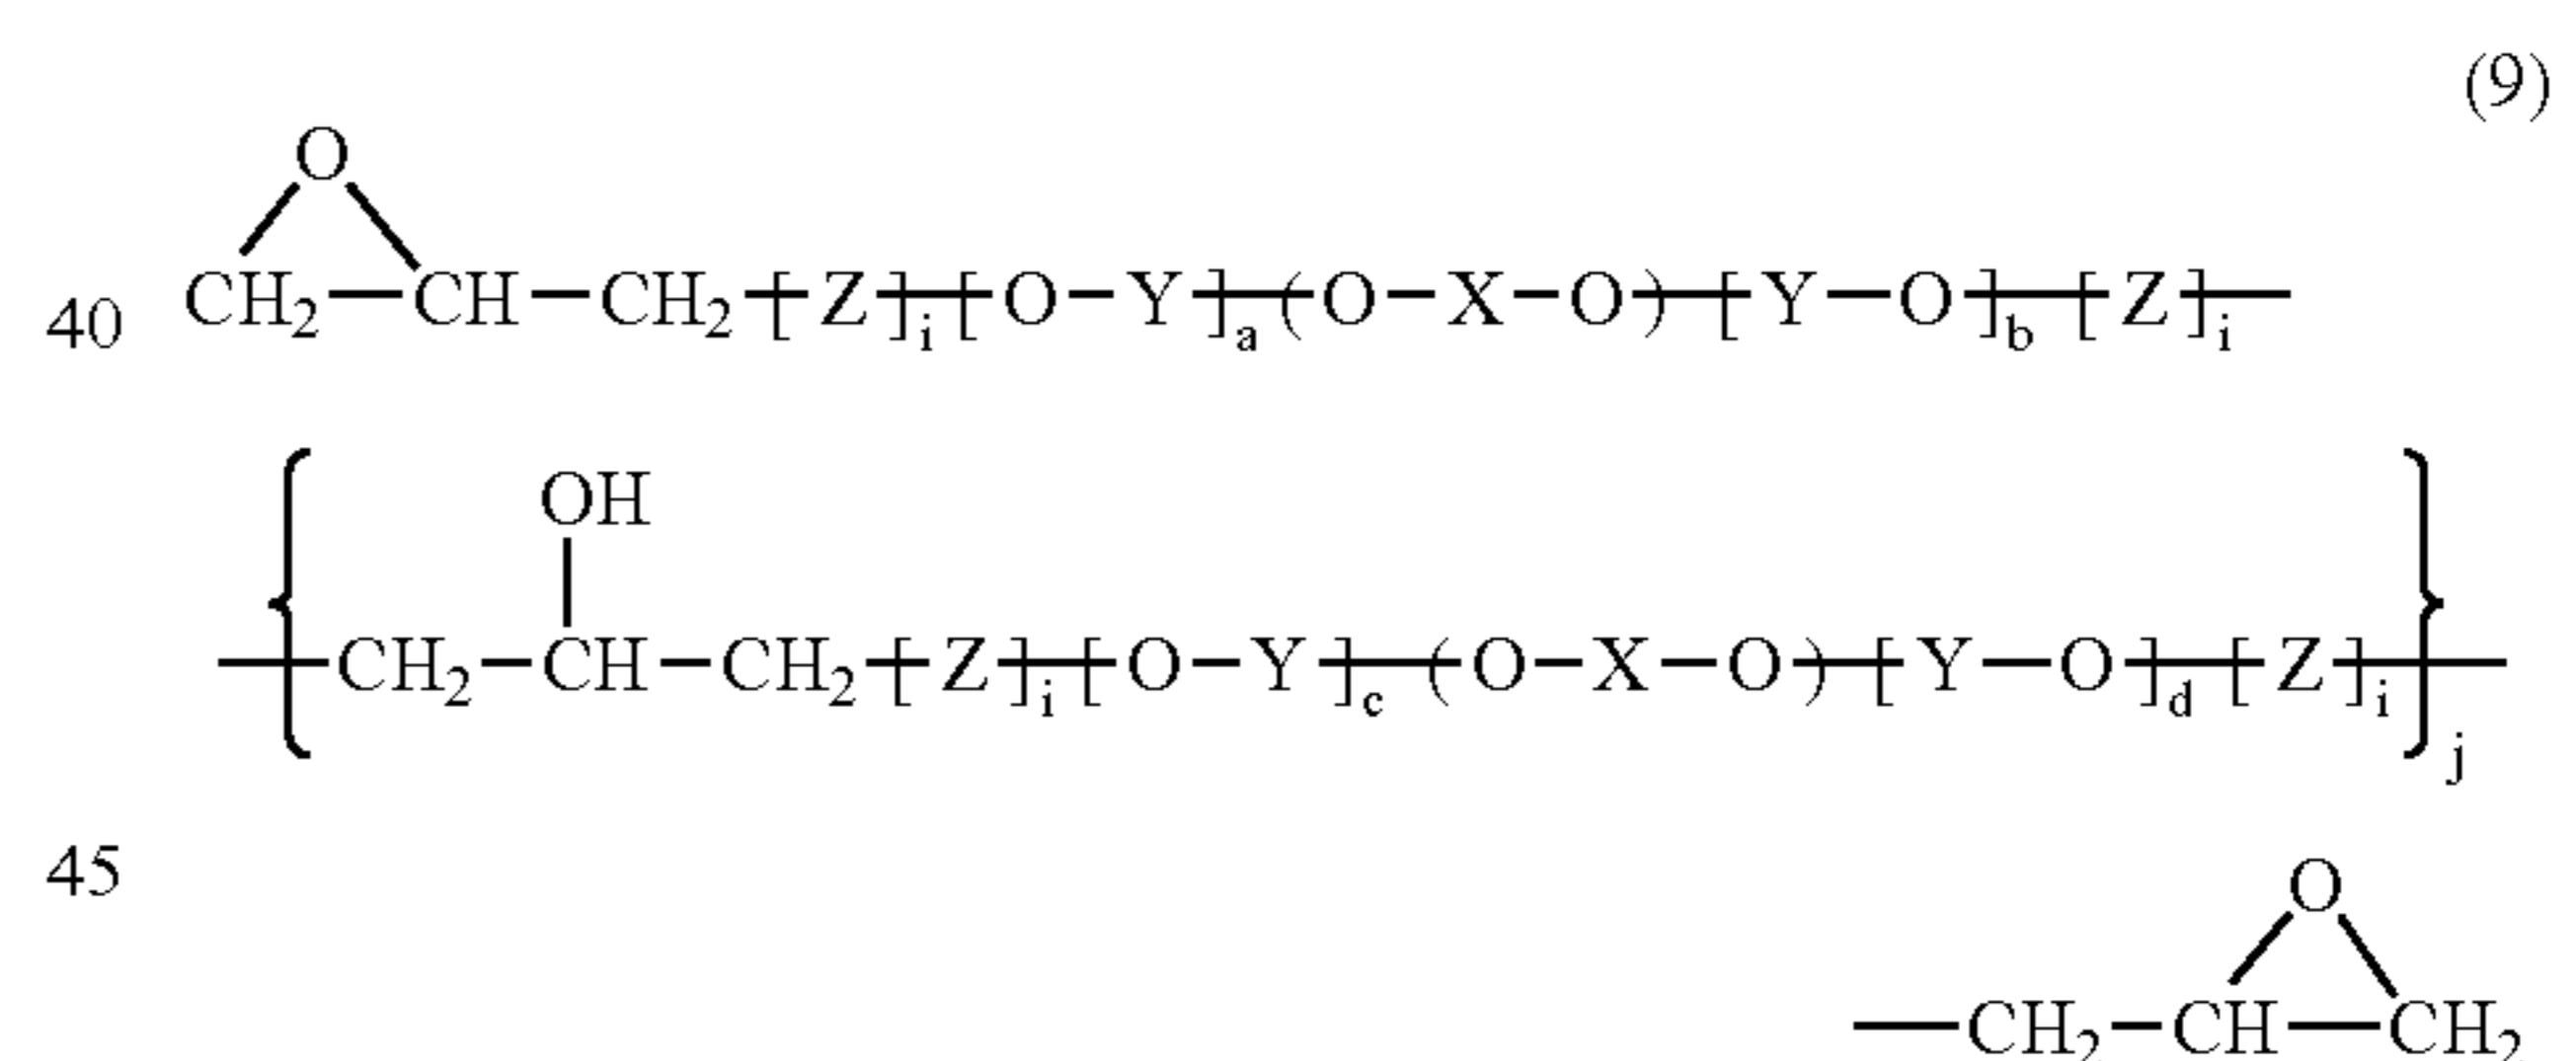 (9)
O
40 CH2—CH—CH2—[Z]i—[O—Y]a—(O—X—O)—[Y—O]b—[Z]i—
OH
—{CH2—CH—CH2—[Z]i—[O—Y]c—(O—X—O)—[Y—O]d—[Z]i}j—
45
O
—CH2—CH—CH2